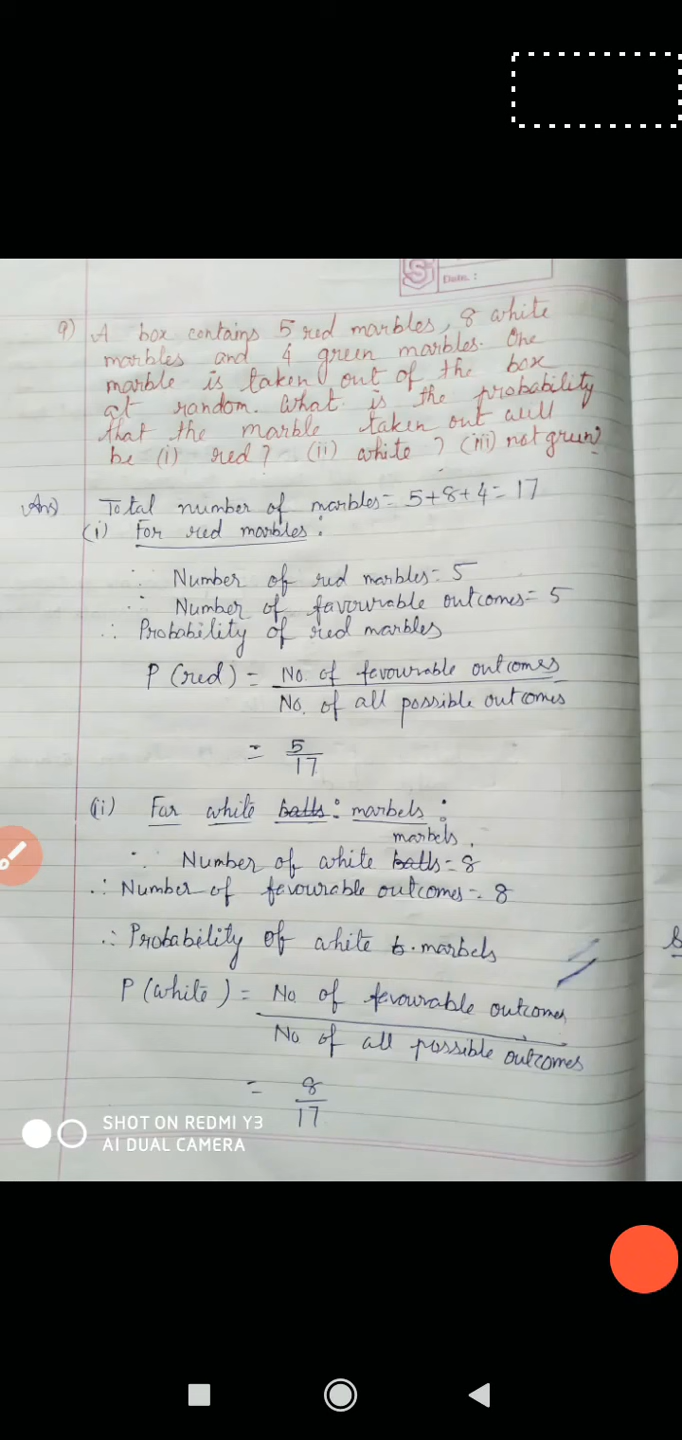 Date :
9) A box contains 5 red marbles, 8 white
marbles and 4 green marbles. One
marble is taken out of the box
at random. What is the probability
that the marble taken out will
be (i) red? (ii) white ? (iii) not green?
Ans) Total number of marbles = 5+8+4 = 17
(i) For red marbles :
∵ Number of red marbles = 5
∴ Number of favourable outcomes = 5
∴ Probability of red marbles
P (red) = No. of favourable outcomes
No. of all possible outcomes
= 5
17
(ii) For white balls : marbels :
marbels.
∵ Number of white balls = 8
∴ Number of favourable outcomes = 8
∴ Probability of white b. marbels
P (white) = No of favourable outcomes
No of all possible outcomes
= 8
17
SHOT ON REDMI Y3
AI DUAL CAMERA